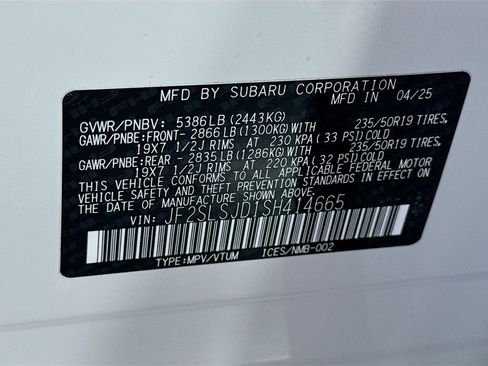 MFD BY SUBARU CORPORATION
MFD IN 04/25
GVWR/PNBV: 5386LB(2443KG)
GAWR/PNBE:FRONT- 2866LB(1300KG)WITH 235/50R19 TIRES,
19X7 1/2J RIMS AT 230 KPA(33 PSI)COLD
GAWR/PNBE:REAR - 2835LB(1286KG)WITH 235/50R19 TIRES,
19X7 1/2J RIMS AT 220 KPA(32 PSI)COLD
THIS VEHICLE CONFORMS TO ALL APPLICABLE FEDERAL MOTOR
VEHICLE SAFETY AND THEFT PREVENTION STANDARDS IN EFFECT
ON THE DATE OF MANUFACTURE SHOWN ABOVE.
VIN: JF2SLSJD1SH414665
TYPE:MPV/VTUM ICES/NMB-002